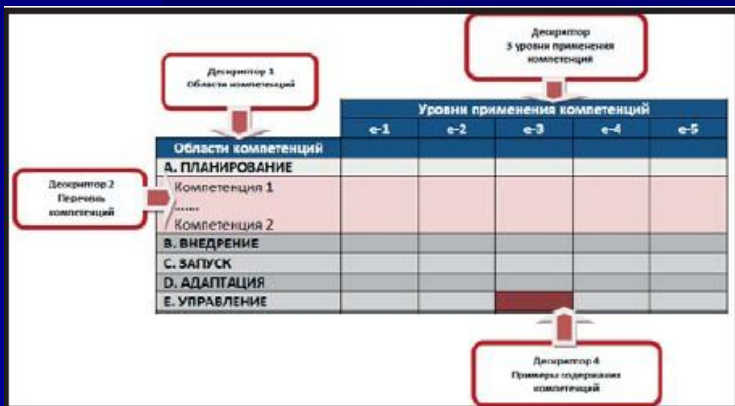 Дескриптор
3 уровни применения
компетенций
Дескриптор 1
Области компетенций
Уровни применения компетенций
e-1 e-2 e-3 e-4 e-5
Области компетенций
А. ПЛАНИРОВАНИЕ
Дескриптор 2
Перечень
компетенций
Компетенция 1
......
Компетенция 2
В. ВНЕДРЕНИЕ
С. ЗАПУСК
D. АДАПТАЦИЯ
Е. УПРАВЛЕНИЕ
Дескриптор 4
Примеры содержания
компетенций